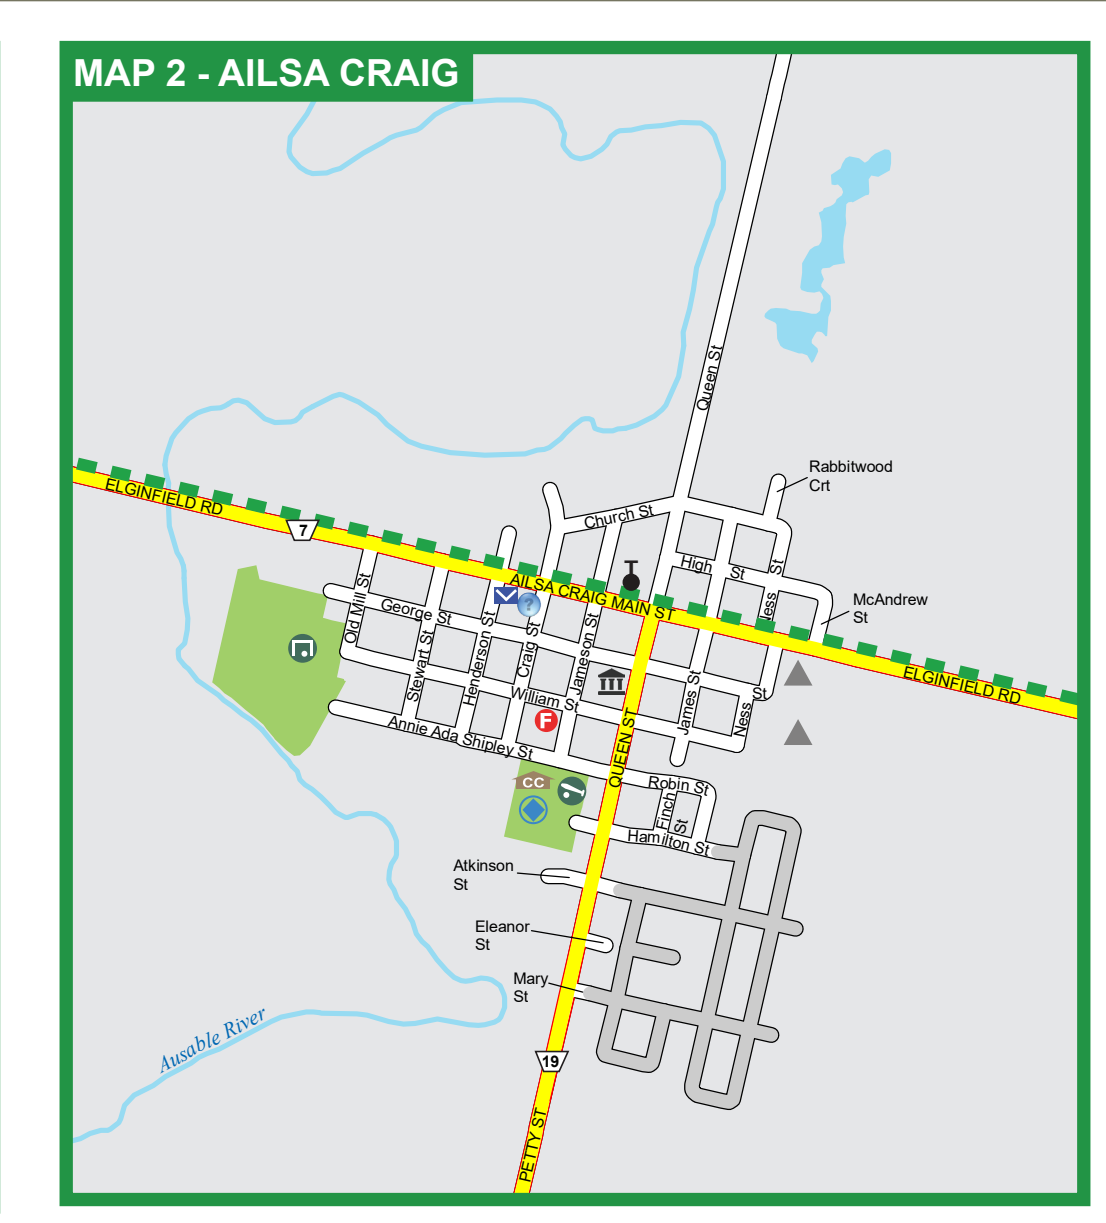 MAP 2 - AILSA CRAIG
Queen St
Rabbitwood
Crt
ELGINFIELD RD
7
Church St
High St
Ness St
AILSA CRAIG MAIN ST
?
McAndrew
St
Old Mill St
George St
Stewart St
Henderson St
Craig St
Jameson St
James St
Ness St
ELGINFIELD RD
William St
F
QUEEN ST
Annie Ada Shipley St
CC
Robin St
Finch
St
Hamilton St
Atkinson
St
Eleanor
St
Mary
St
Ausable River
19
PETTY ST